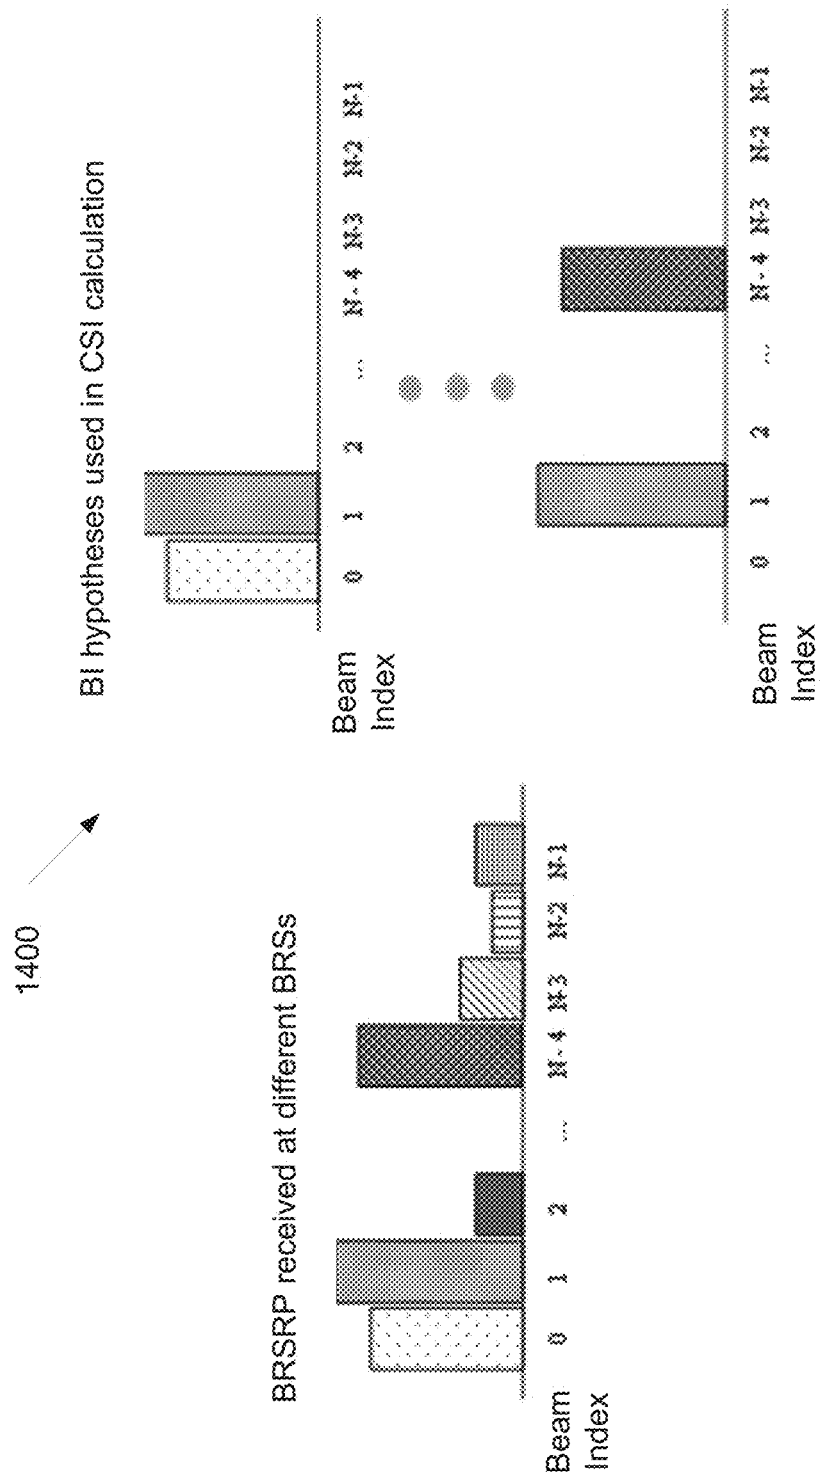 1400
BRSRP received at different BRSs
Beam
Index
0 1 2 ... N - 4 N-3 N-2 N-1
BI hypotheses used in CSI calculation
Beam
Index
0 1 2 ... N - 4 N-3 N-2 N-1
Beam
Index
0 1 2 ... N - 4 N-3 N-2 N-1